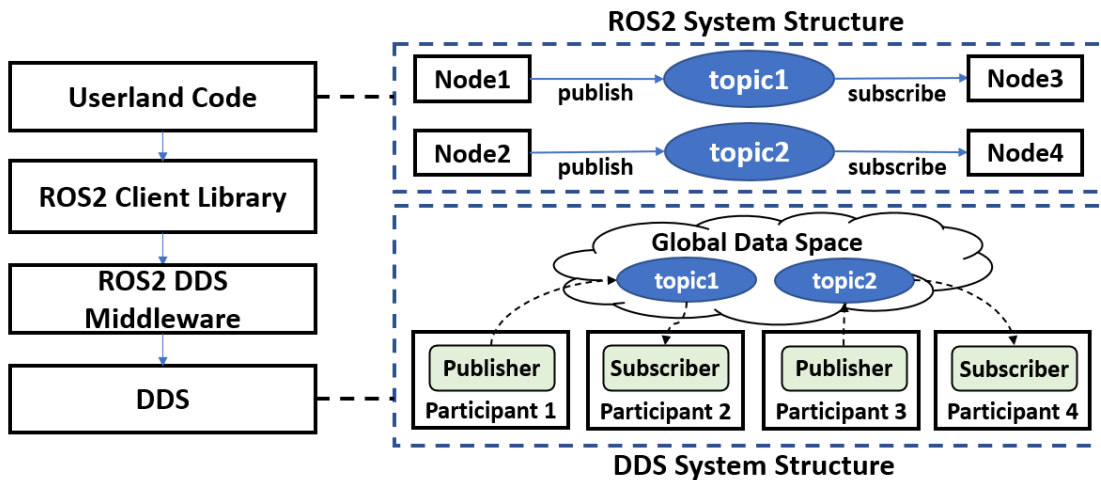 Userland Code
ROS2 Client Library
ROS2 DDS
Middleware
DDS
ROS2 System Structure
Node1
publish
topic1
subscribe
Node3
Node2
publish
topic2
subscribe
Node4
Global Data Space
topic1
topic2
Publisher
Participant 1
Subscriber
Participant 2
Publisher
Participant 3
Subscriber
Participant 4
DDS System Structure